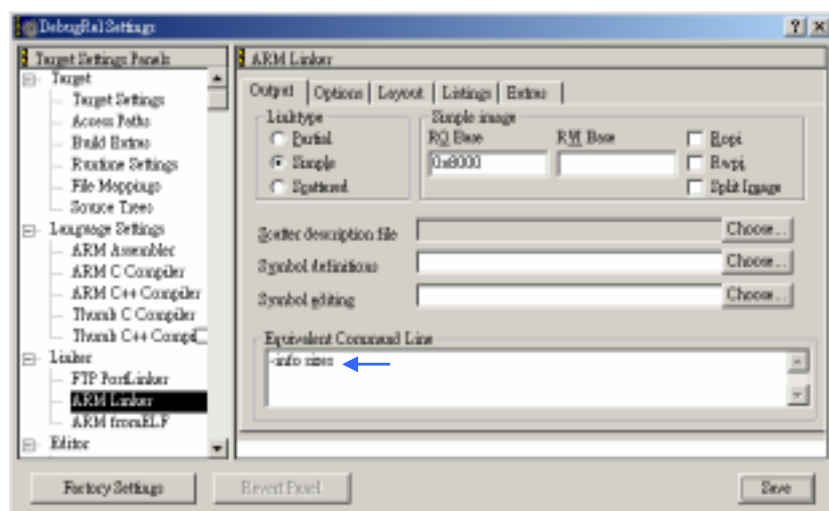 DebugRel Settings
Target Settings Panels
Target
Target Settings
Access Paths
Build Extras
Runtime Settings
File Mappings
Source Trees
Language Settings
ARM Assembler
ARM C Compiler
ARM C++ Compiler
Thumb C Compiler
Thumb C++ Compi
Linker
FTP PostLinker
ARM Linker
ARM fromELF
Editor
ARM Linker
Output Options Layout Listings Extras
Linktype
Partial
Simple
Scattered
Simple image
RO Base RW Base
0x8000
Ropi
Rwpi
Split Image
Scatter description file Choose...
Symbol definitions Choose...
Symbol editing Choose...
Equivalent Command Line
-info sizes
Factory Settings Revert Panel Save